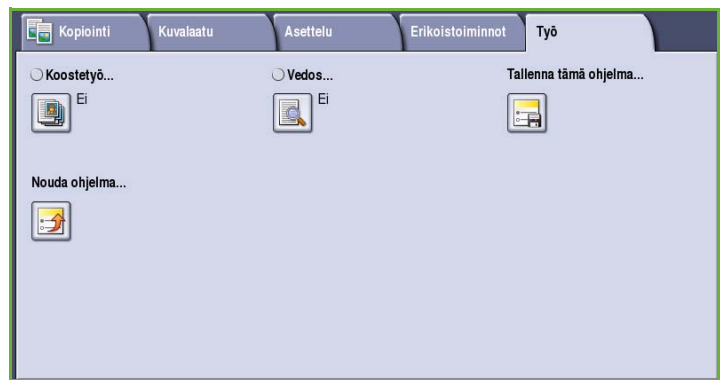 Kopiointi Kuvalaatu Asettelu Erikoistoiminnot Työ
Koostetyö... Vedos... Tallenna tämä ohjelma...
Ei Ei
Nouda ohjelma...